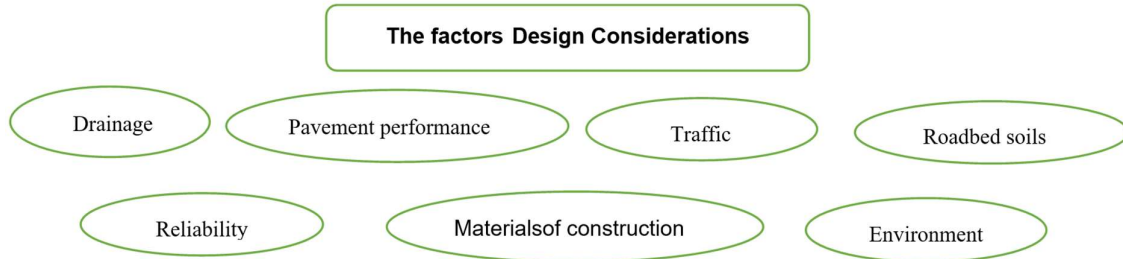 The factors Design Considerations
Drainage
Pavement performance
Traffic
Roadbed soils
Reliability
Materialsof construction
Environment